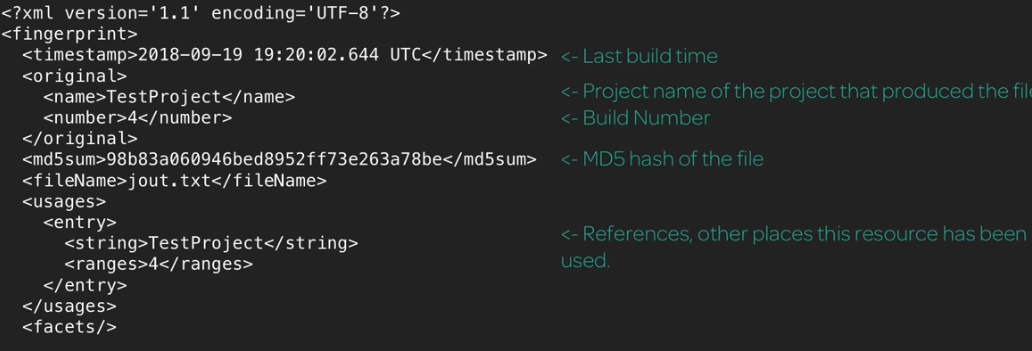 <?xml version='1.1' encoding='UTF-8'?>
<fingerprint>
<timestamp>2018-09-19 19:20:02.644 UTC</timestamp> <- Last build time
<original>
<name>TestProject</name> <- Project name of the project that produced the file
<number>4</number> <- Build Number
</original>
<md5sum>98b83a060946bed8952ff73e263a78be</md5sum> <- MD5 hash of the file
<fileName>jout.txt</fileName>
<usages>
<entry>
<string>TestProject</string> <- References, other places this resource has been
<ranges>4</ranges> used.
</entry>
</usages>
<facets/>